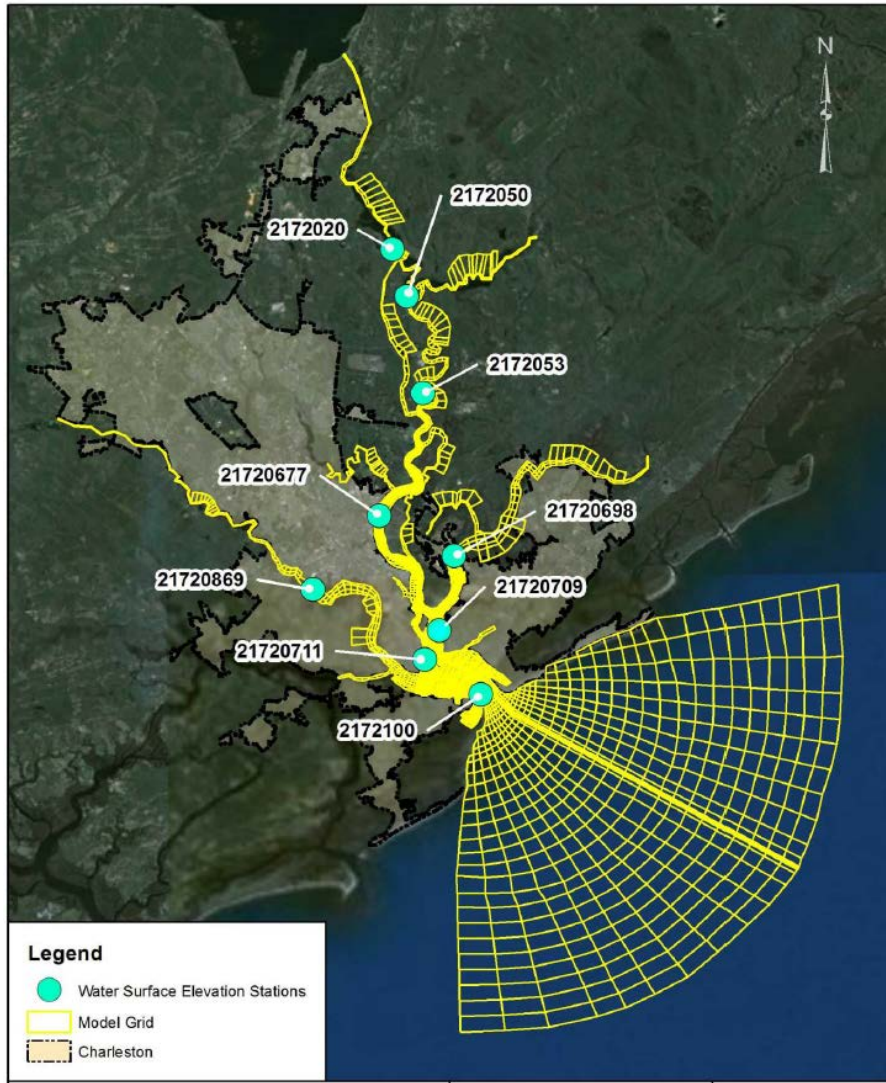 N
2172050
2172020
2172053
21720677
21720698
21720869
21720709
21720711
2172100
Legend
Water Surface Elevation Stations
Model Grid
Charleston